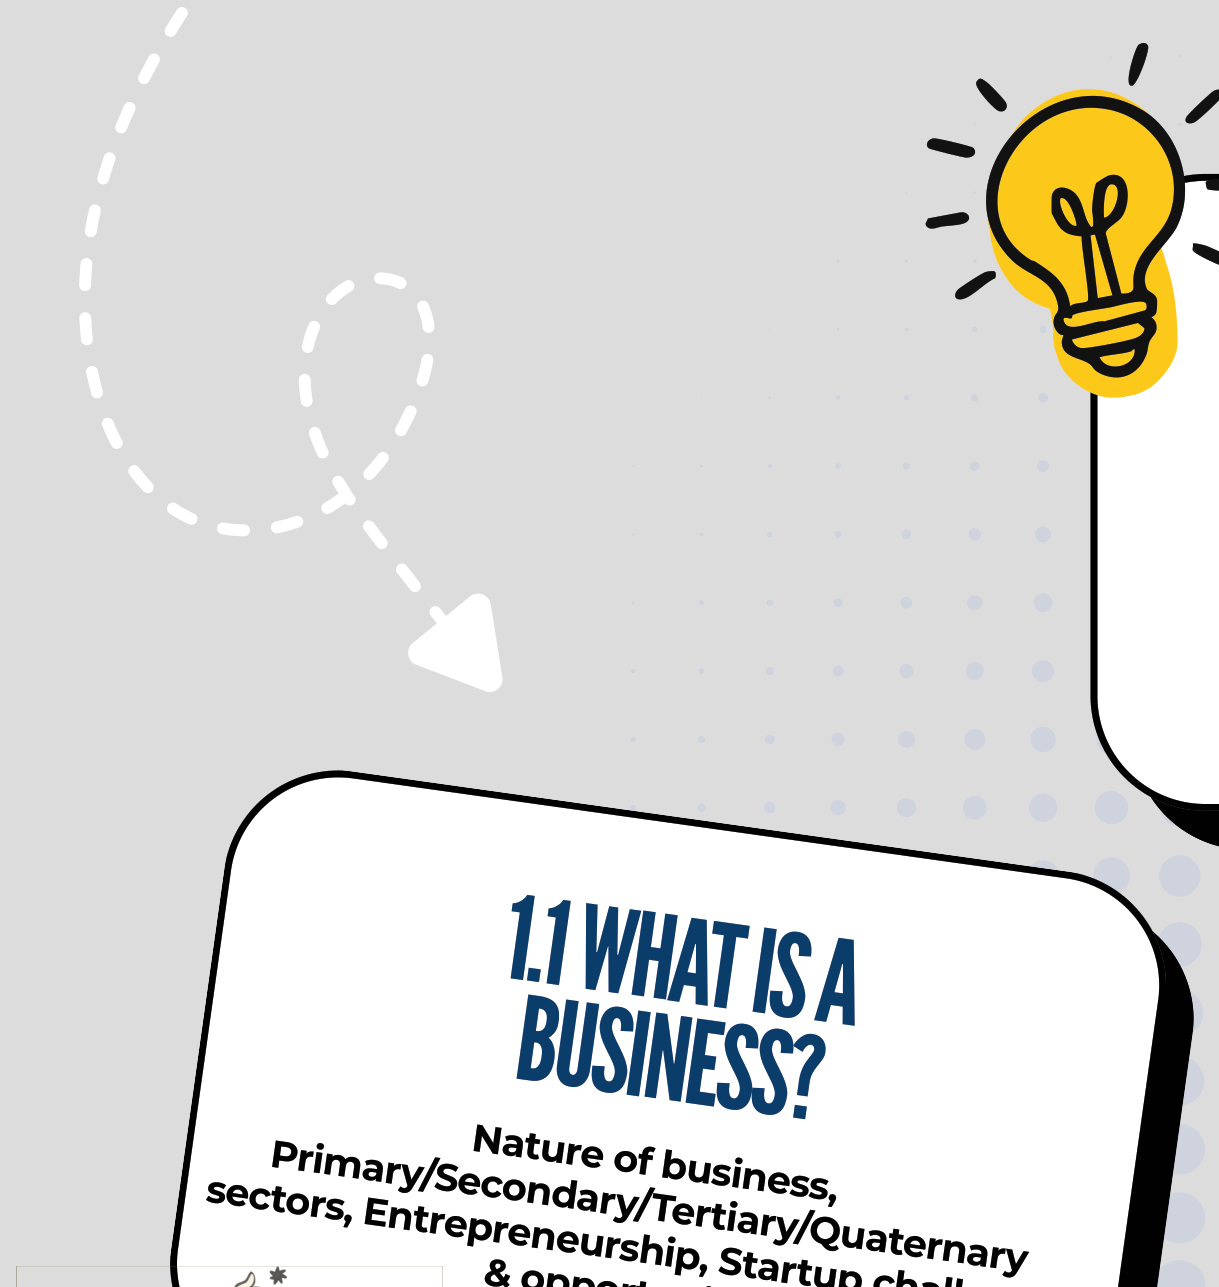 1.1 WHAT IS A
BUSINESS?
Nature of business,
Primary/Secondary/Tertiary/Quaternary
sectors, Entrepreneurship, Startup
&